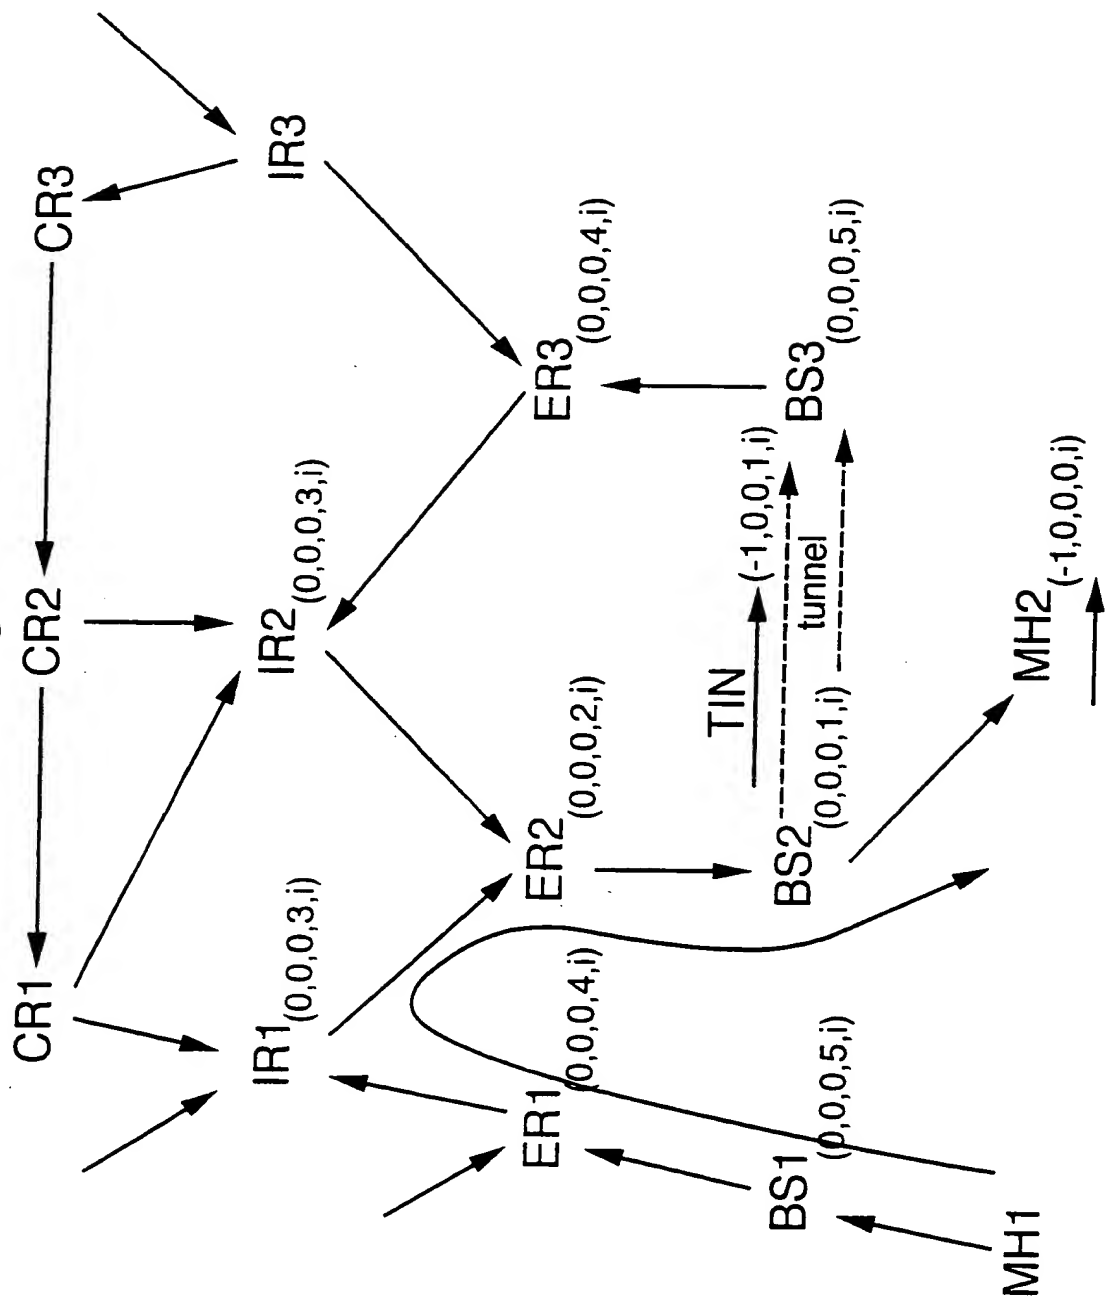 CR1 CR2 CR3
IR1(0,0,0,3,i) IR2(0,0,0,3,i) IR3
ER1(0,0,0,4,i) ER2(0,0,0,2,i) ER3(0,0,0,4,i)
TIN (-1,0,0,1,i)
tunnel
BS1(0,0,0,5,i) BS2(0,0,0,1,i) BS3(0,0,0,5,i)
MH1 MH2(-1,0,0,0,i)